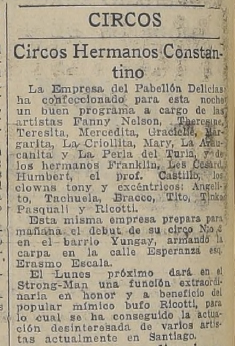 CIRCOS
Circos Hermanos Constan-
tino
La Empresa del Pabellón Delicias
ha confeccionado para esta noche
un buen programa a cargo de las
artistas Fanny Nelson, Theresine,
Teresita, Mercedita, Gracielle, Mar-
garita, La Criollita, Mary, La Arau-
canita y La Perla del Turia, y de
los hermanos Franklin, Les Cesari,
Humbert, el prof. Castillo, los
clowns tony y excéntricos: Angeli-
to, Tachuela, Bracco, Tito, Tinka
Pasquali y Ricotti.
Esta misma empresa prepara para
mañana el debut de su circo No. 2
en el barrio Yungay, armando la
carpa en la calle Esperanza esq.
Erasmo Escala.
El Lunes próximo dará en el
Strong-Man una función extraordi-
naria en honor y a beneficio del
popular mímico bufo Ricotti, para
lo cual se ha conseguido la actua-
ción desinteresada de varios artis-
tas actualmente en Santiago.